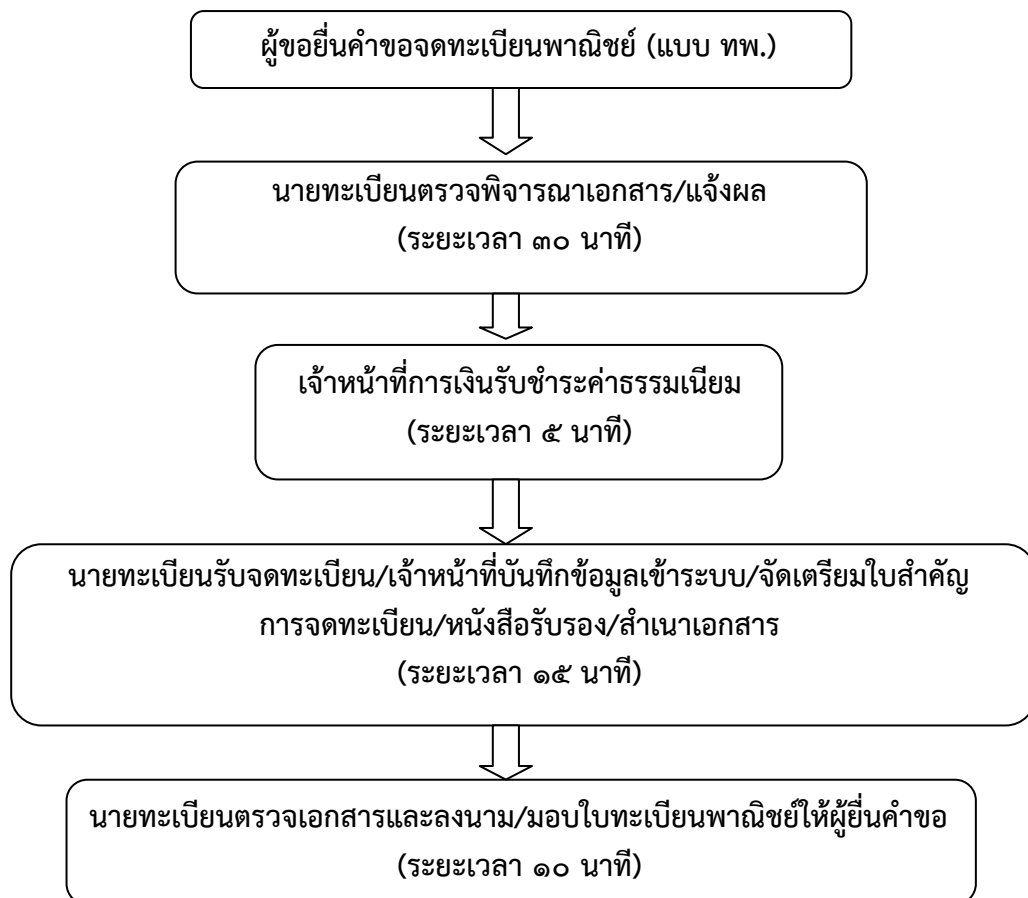 ผู้ขอยื่นคำขอจดทะเบียนพาณิชย์ (แบบ ทพ.)
นายทะเบียนตรวจพิจารณาเอกสาร/แจ้งผล
(ระยะเวลา ๓๐ นาที)
เจ้าหน้าที่การเงินรับชำระค่าธรรมเนียม
(ระยะเวลา ๕ นาที)
นายทะเบียนรับจดทะเบียน/เจ้าหน้าที่บันทึกข้อมูลเข้าระบบ/จัดเตรียมใบสำคัญ
การจดทะเบียน/หนังสือรับรอง/สำเนาเอกสาร
(ระยะเวลา ๑๕ นาที)
นายทะเบียนตรวจเอกสารและลงนาม/มอบใบทะเบียนพาณิชย์ให้ผู้ยื่นคำขอ
(ระยะเวลา ๑๐ นาที)